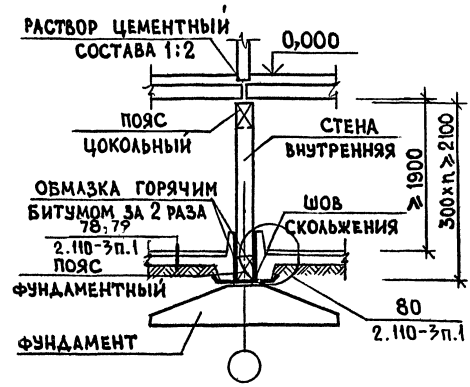 РАСТВОР ЦЕМЕНТНЫЙ
СОСТАВА 1:2
0,000
ПОЯС
ЦОКОЛЬНЫЙ
СТЕНА
ВНУТРЕННЯЯ
≥1900
300×n≥2100
ОБМАЗКА ГОРЯЧИМ
БИТУМОМ ЗА 2 РАЗА
78,79
2.110-3п.1
ШОВ
СКОЛЬЖЕНИЯ
ПОЯС
ФУНДАМЕНТНЫЙ
80
2.110-3п.1
ФУНДАМЕНТ